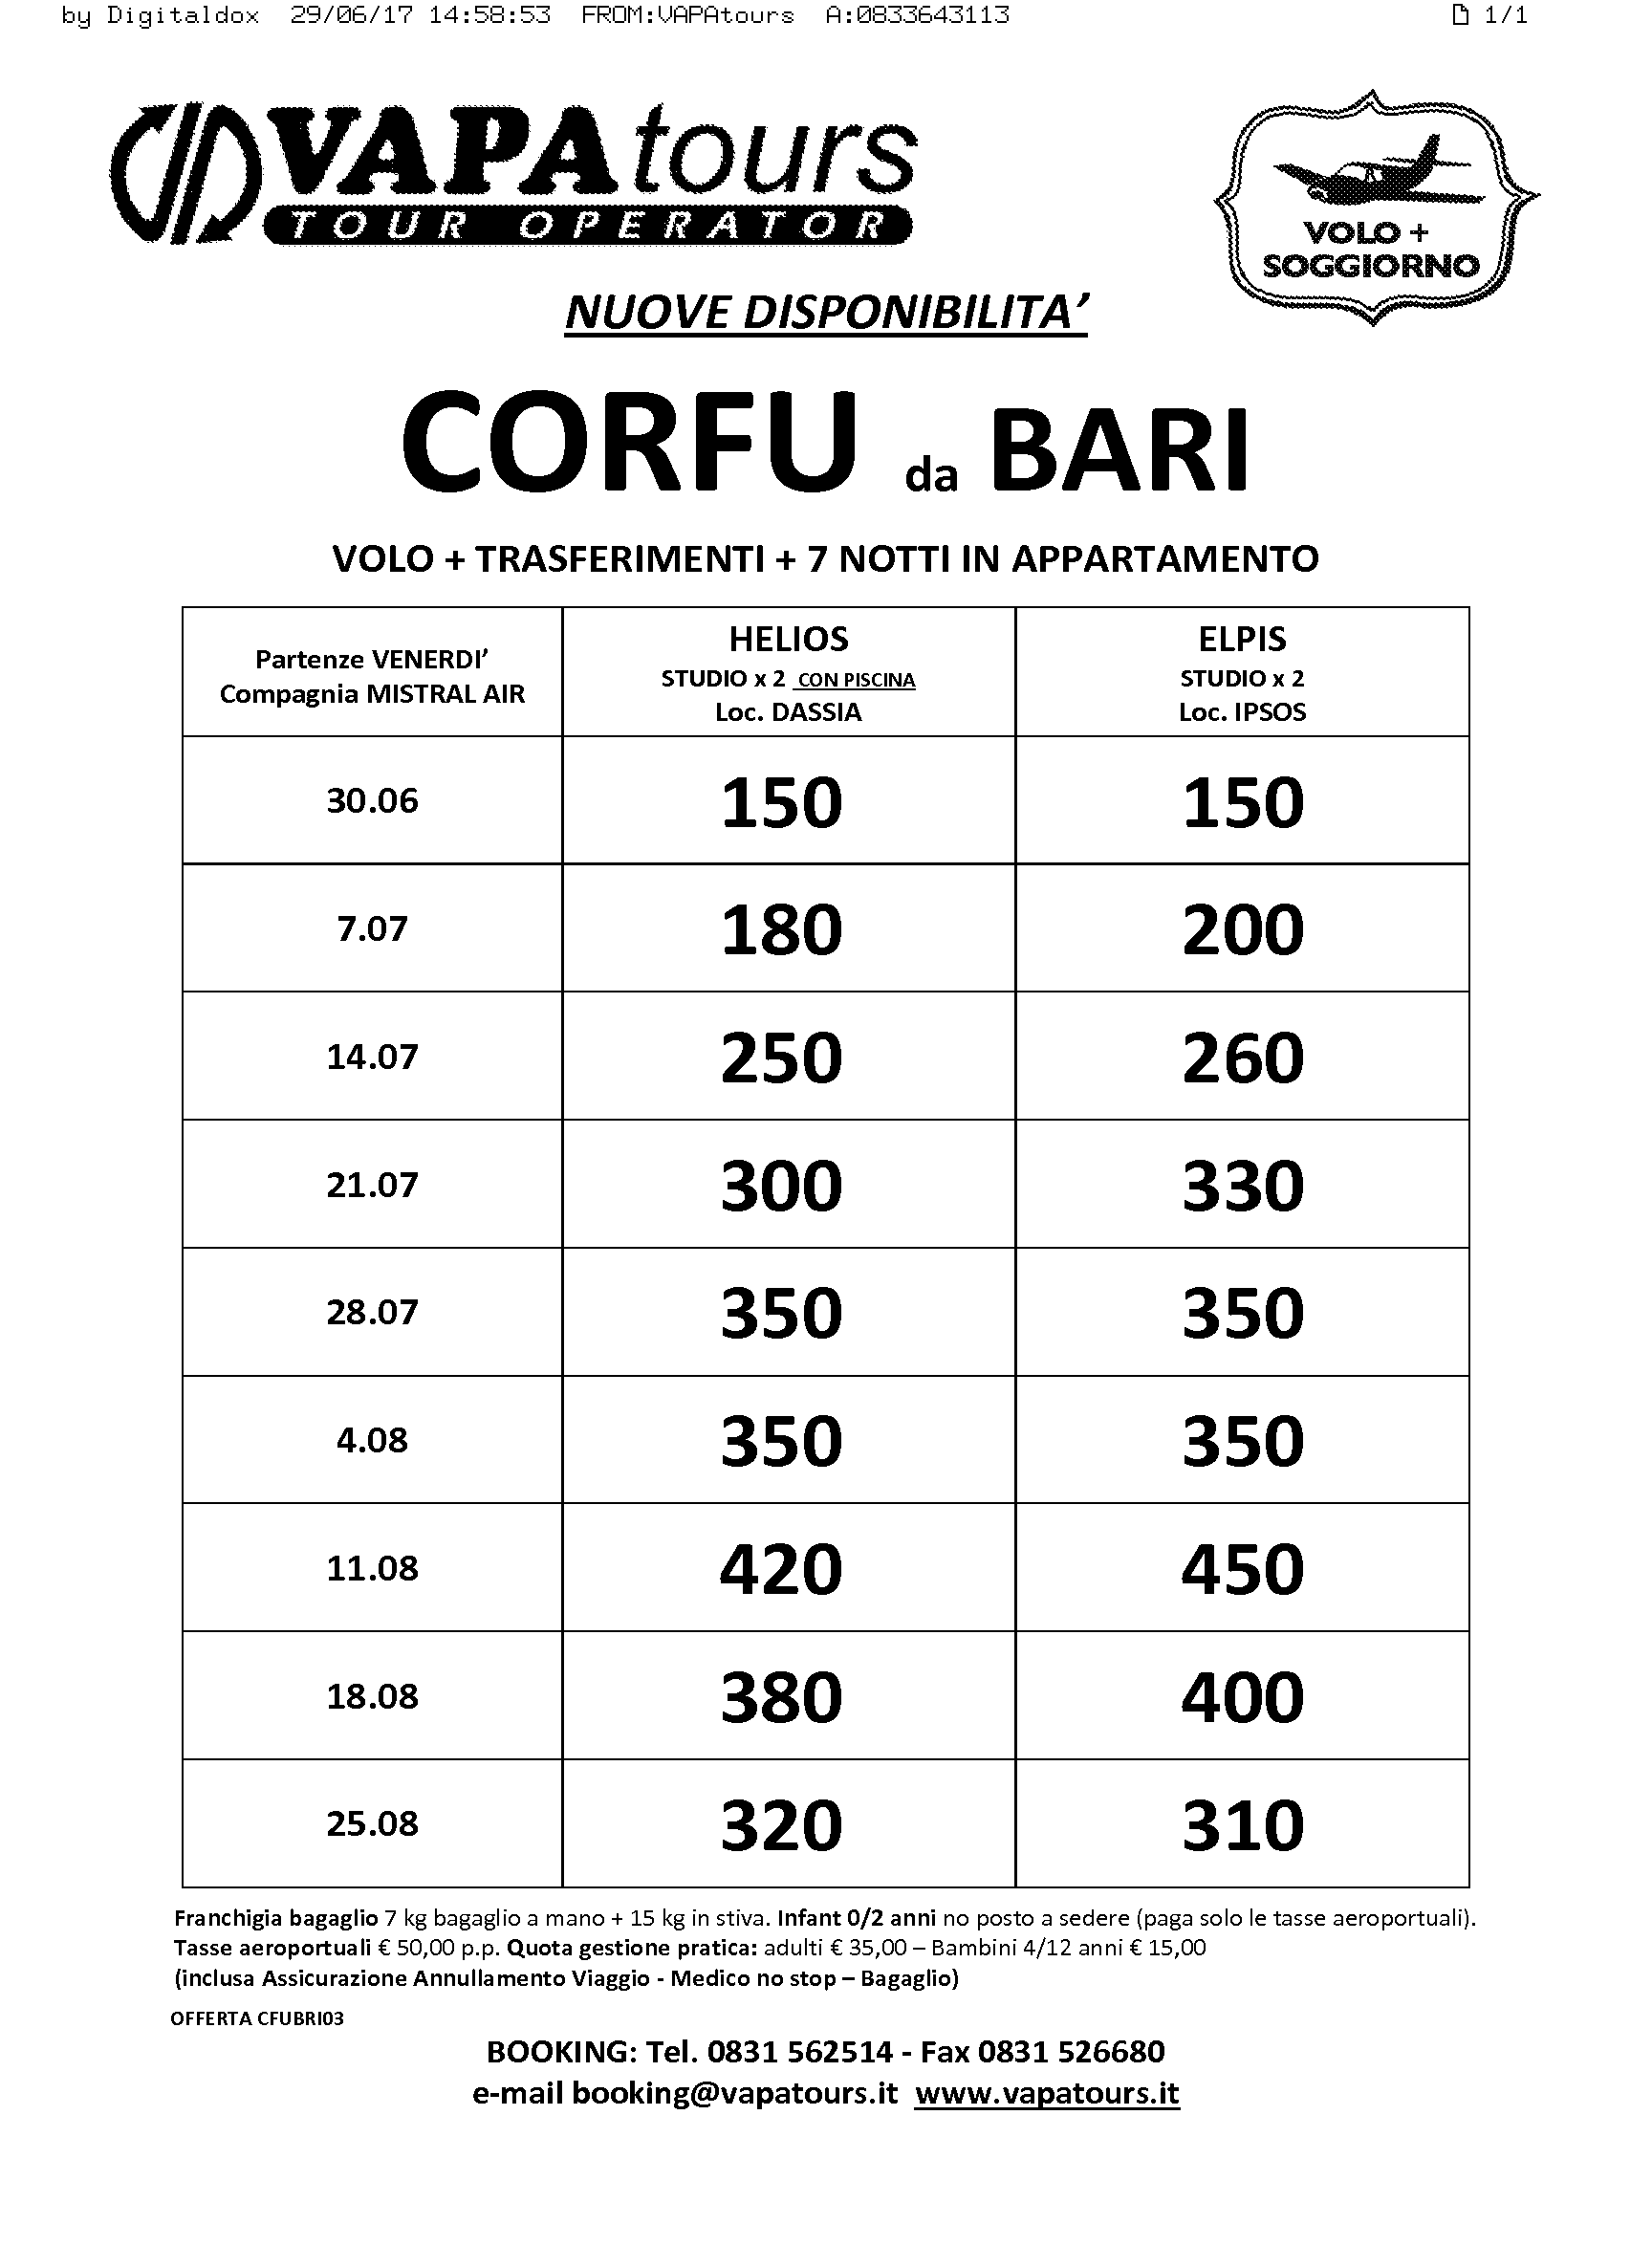 by Digitaldox 29/06/17 14:58:53 FROM:VAPAtours A:0833643113 1/1
VAPAtours
TOUR OPERATOR
VOLO +
SOGGIORNO
NUOVE DISPONIBILITA’
CORFU da BARI
VOLO + TRASFERIMENTI + 7 NOTTI IN APPARTAMENTO
Partenze VENERDI’
Compagnia MISTRAL AIR
HELIOS
STUDIO x 2 CON PISCINA
Loc. DASSIA
ELPIS
STUDIO x 2
Loc. IPSOS
30.06 150 150
7.07 180 200
14.07 250 260
21.07 300 330
28.07 350 350
4.08 350 350
11.08 420 450
18.08 380 400
25.08 320 310
Franchigia bagaglio 7 kg bagaglio a mano + 15 kg in stiva. Infant 0/2 anni no posto a sedere (paga solo le tasse aeroportuali).
Tasse aeroportuali € 50,00 p.p. Quota gestione pratica: adulti € 35,00 – Bambini 4/12 anni € 15,00
(inclusa Assicurazione Annullamento Viaggio - Medico no stop – Bagaglio)
OFFERTA CFUBRI03
BOOKING: Tel. 0831 562514 - Fax 0831 526680
e-mail booking@vapatours.it www.vapatours.it